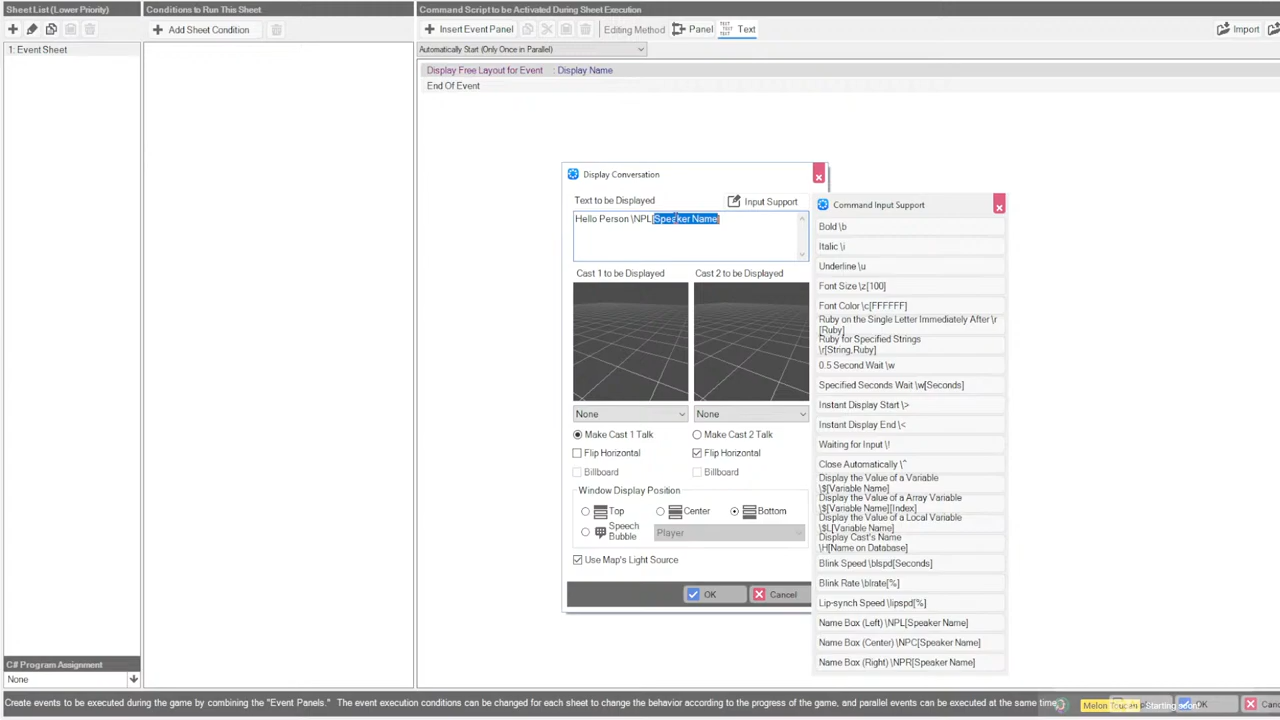 Sheet List (Lower Priority)
Conditions to Run This Sheet
Command Script to be Activated During Sheet Execution
Add Sheet Condition
Insert Event Panel
Editing Method
Panel
Text
Import
1: Event Sheet
Automatically Start (Only Once in Parallel)
Display Free Layout for Event : Display Name
End Of Event
Display Conversation
Text to be Displayed
Input Support
Hello Person \NPL[Speaker Name]
Cast 1 to be Displayed
Cast 2 to be Displayed
None
None
Make Cast 1 Talk
Make Cast 2 Talk
Flip Horizontal
Flip Horizontal
Billboard
Billboard
Window Display Position
Top
Center
Bottom
Speech
Bubble
Player
Use Map's Light Source
OK
Cancel
Command Input Support
Bold \b
Italic \i
Underline \u
Font Size \z[100]
Font Color \c[FFFFFF]
Ruby on the Single Letter Immediately After \r
[Ruby]
Ruby for Specified Strings
\r[String,Ruby]
0.5 Second Wait \w
Specified Seconds Wait \w[Seconds]
Instant Display Start \>
Instant Display End \<
Waiting for Input \!
Close Automatically \^
Display the Value of a Variable
\$[Variable Name]
Display the Value of a Array Variable
\$[Variable Name][Index]
Display the Value of a Local Variable
\$L[Variable Name]
Display Cast's Name
\H[Name on Database]
Blink Speed \blspd[Seconds]
Blink Rate \blrate[%]
Lip-synch Speed \lipspd[%]
Name Box (Left) \NPL[Speaker Name]
Name Box (Center) \NPC[Speaker Name]
Name Box (Right) \NPR[Speaker Name]
C# Program Assignment
None
Create events to be executed during the game by combining the "Event Panels." The event execution conditions can be changed for each sheet to change the behavior according to the progress of the game, and parallel events can be executed at the same time.
Melon Toucan
Starting soon!